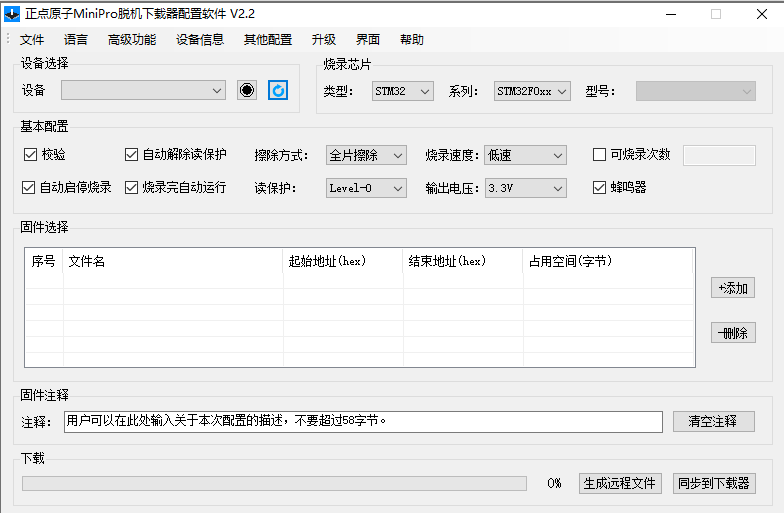 正点原子MiniPro脱机下载器配置软件 V2.2
文件 语言 高级功能 设备信息 其他配置 升级 界面 帮助
设备选择
设备
烧录芯片
类型： STM32 系列： STM32F0xx 型号：
基本配置
校验 自动解除读保护 擦除方式： 全片擦除 烧录速度： 低速 可烧录次数
自动启停烧录 烧录完自动运行 读保护： Level-0 输出电压： 3.3V 蜂鸣器
固件选择
序号 文件名 起始地址(hex) 结束地址(hex) 占用空间(字节)
+添加
-删除
固件注释
注释： 用户可以在此处输入关于本次配置的描述，不要超过58字节。 清空注释
下载
0% 生成远程文件 同步到下载器